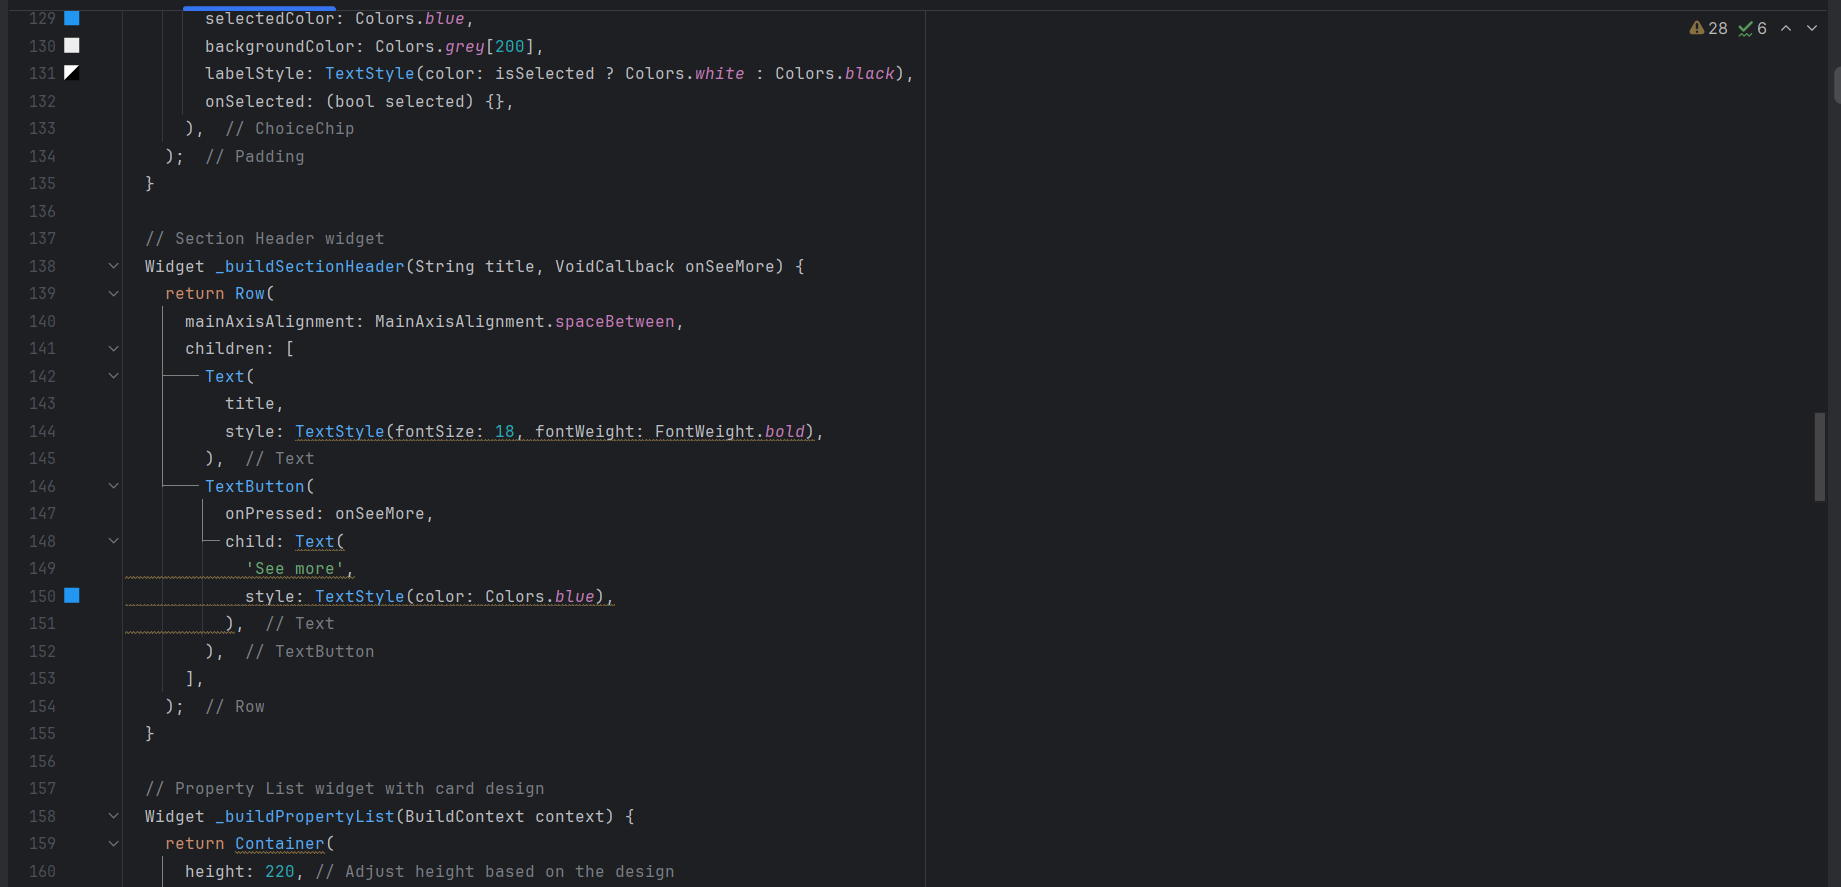 28 6
129 selectedColor: Colors.blue,
130 backgroundColor: Colors.grey[200],
131 labelStyle: TextStyle(color: isSelected ? Colors.white : Colors.black),
132 onSelected: (bool selected) {},
133 ), // ChoiceChip
134 ); // Padding
135 }
136
137 // Section Header widget
138 Widget _buildSectionHeader(String title, VoidCallback onSeeMore) {
139 return Row(
140 mainAxisAlignment: MainAxisAlignment.spaceBetween,
141 children: [
142 Text(
143 title,
144 style: TextStyle(fontSize: 18, fontWeight: FontWeight.bold),
145 ), // Text
146 TextButton(
147 onPressed: onSeeMore,
148 child: Text(
149 'See more',
150 style: TextStyle(color: Colors.blue),
151 ), // Text
152 ), // TextButton
153 ],
154 ); // Row
155 }
156
157 // Property List widget with card design
158 Widget _buildPropertyList(BuildContext context) {
159 return Container(
160 height: 220, // Adjust height based on the design